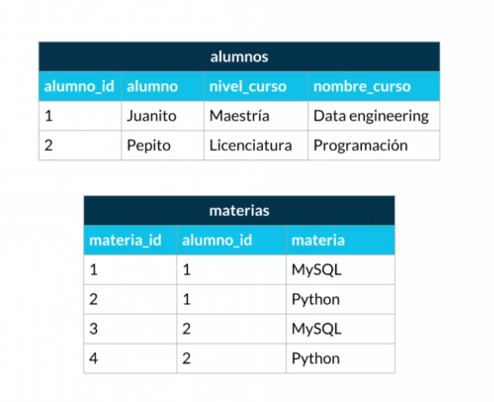 alumnos
alumno_id alumno nivel_curso nombre_curso
1 Juanito Maestría Data engineering
2 Pepito Licenciatura Programación
materias
materia_id alumno_id materia
1 1 MySQL
2 1 Python
3 2 MySQL
4 2 Python